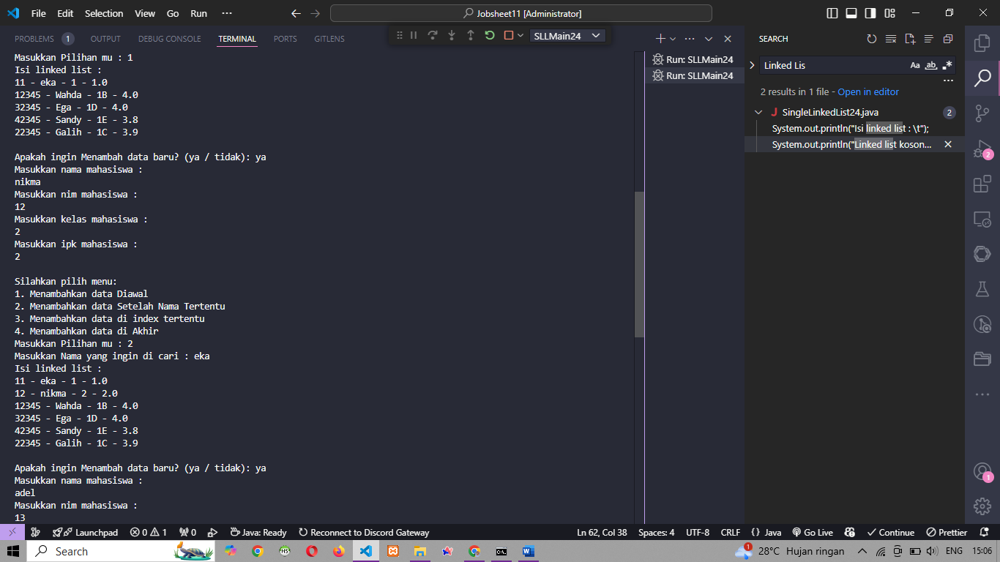 File Edit Selection View Go Run ···
Jobsheet11 [Administrator]
PROBLEMS 1 OUTPUT DEBUG CONSOLE TERMINAL PORTS GITLENS
SLLMain24
Masukkan Pilihan mu : 1
Isi linked list :
11 - eka - 1 - 1.0
12345 - Wahda - 1B - 4.0
32345 - Ega - 1D - 4.0
42345 - Sandy - 1E - 3.8
22345 - Galih - 1C - 3.9
Apakah ingin Menambah data baru? (ya / tidak): ya
Masukkan nama mahasiswa :
nikma
Masukkan nim mahasiswa :
12
Masukkan kelas mahasiswa :
2
Masukkan ipk mahasiswa :
2
Silahkan pilih menu:
1. Menambahkan data Diawal
2. Menambahkan data Setelah Nama Tertentu
3. Menambahkan data di index tertentu
4. Menambahkan data di Akhir
Masukkan Pilihan mu : 2
Masukkan Nama yang ingin di cari : eka
Isi linked list :
11 - eka - 1 - 1.0
12 - nikma - 2 - 2.0
12345 - Wahda - 1B - 4.0
32345 - Ega - 1D - 4.0
42345 - Sandy - 1E - 3.8
22345 - Galih - 1C - 3.9
Apakah ingin Menambah data baru? (ya / tidak): ya
Masukkan nama mahasiswa :
adel
Masukkan nim mahasiswa :
13
Run: SLLMain24
Run: SLLMain24
SEARCH
Linked Lis
Aa ab .*
2 results in 1 file - Open in editor
J SingleLinkedList24.java 2
System.out.println("Isi linked list : \t");
System.out.println("Linked list koson...
2
1
Launchpad 0 1 0 Java: Ready Reconnect to Discord Gateway
Ln 62, Col 38 Spaces: 4 UTF-8 CRLF {} Java Go Live Continue Prettier
Search
28°C Hujan ringan ENG 15:06